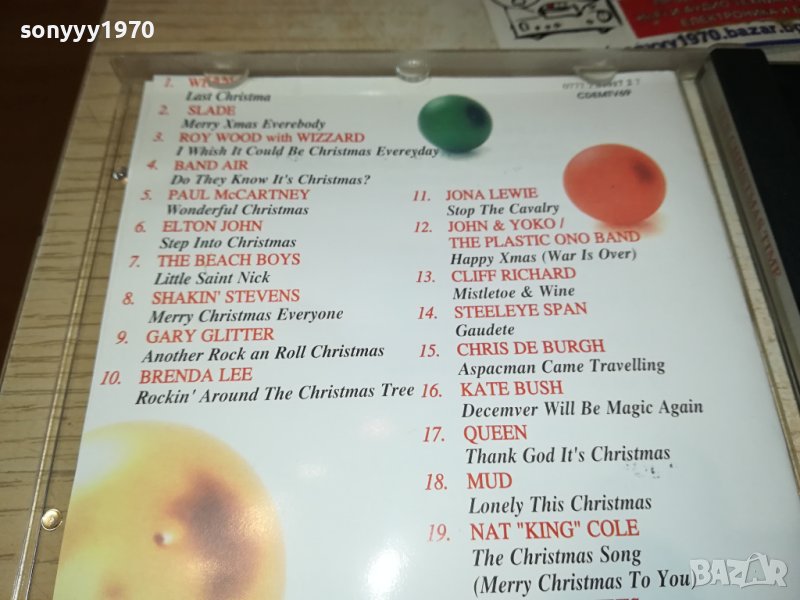 sonyyy1970
sonyyy1970.bazar.bg
1.
Last Christma
2. SLADE
Merry Xmas Everebody
3. ROY WOOD with WIZZARD
I Whish It Could Be Christmas Evereyday
4. BAND AIR
Do They Know It's Christmas?
5. PAUL McCARTNEY
Wonderful Christmas
6. ELTON JOHN
Step Into Christmas
7. THE BEACH BOYS
Little Saint Nick
8. SHAKIN' STEVENS
Merry Christmas Everyone
9. GARY GLITTER
Another Rock an Roll Christmas
10. BRENDA LEE
Rockin' Around The Christmas Tree
CDEMTV69
11. JONA LEWIE
Stop The Cavalry
12. JOHN & YOKO /
THE PLASTIC ONO BAND
Happy Xmas (War Is Over)
13. CLIFF RICHARD
Mistletoe & Wine
14. STEELEYE SPAN
Gaudete
15. CHRIS DE BURGH
Aspacman Came Travelling
16. KATE BUSH
Decemver Will Be Magic Again
17. QUEEN
Thank God It's Christmas
18. MUD
Lonely This Christmas
19. NAT "KING" COLE
The Christmas Song
(Merry Christmas To You)
BAZAR